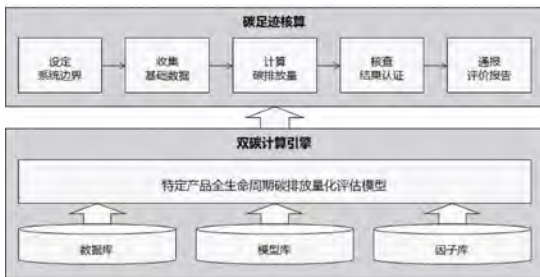 碳足迹核算
设定
系统边界
收集
基础数据
计算
碳排放量
核查
结果认证
通报
评价报告
双碳计算引擎
特定产品全生命周期碳排放量化评估模型
数据库
模型库
因子库